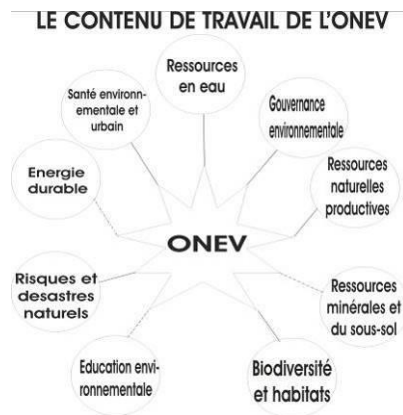 LE CONTENU DE TRAVAIL DE L'ONEV
Ressources
en eau
Gouvernance
environnementale
Ressources
naturelles
productives
Ressources
minérales et
du sous-sol
Biodiversité
et habitats
Education envi-
ronnementale
Risques et
desastres
naturels
Energie
durable
Santé environn-
ementale et
urbain
ONEV